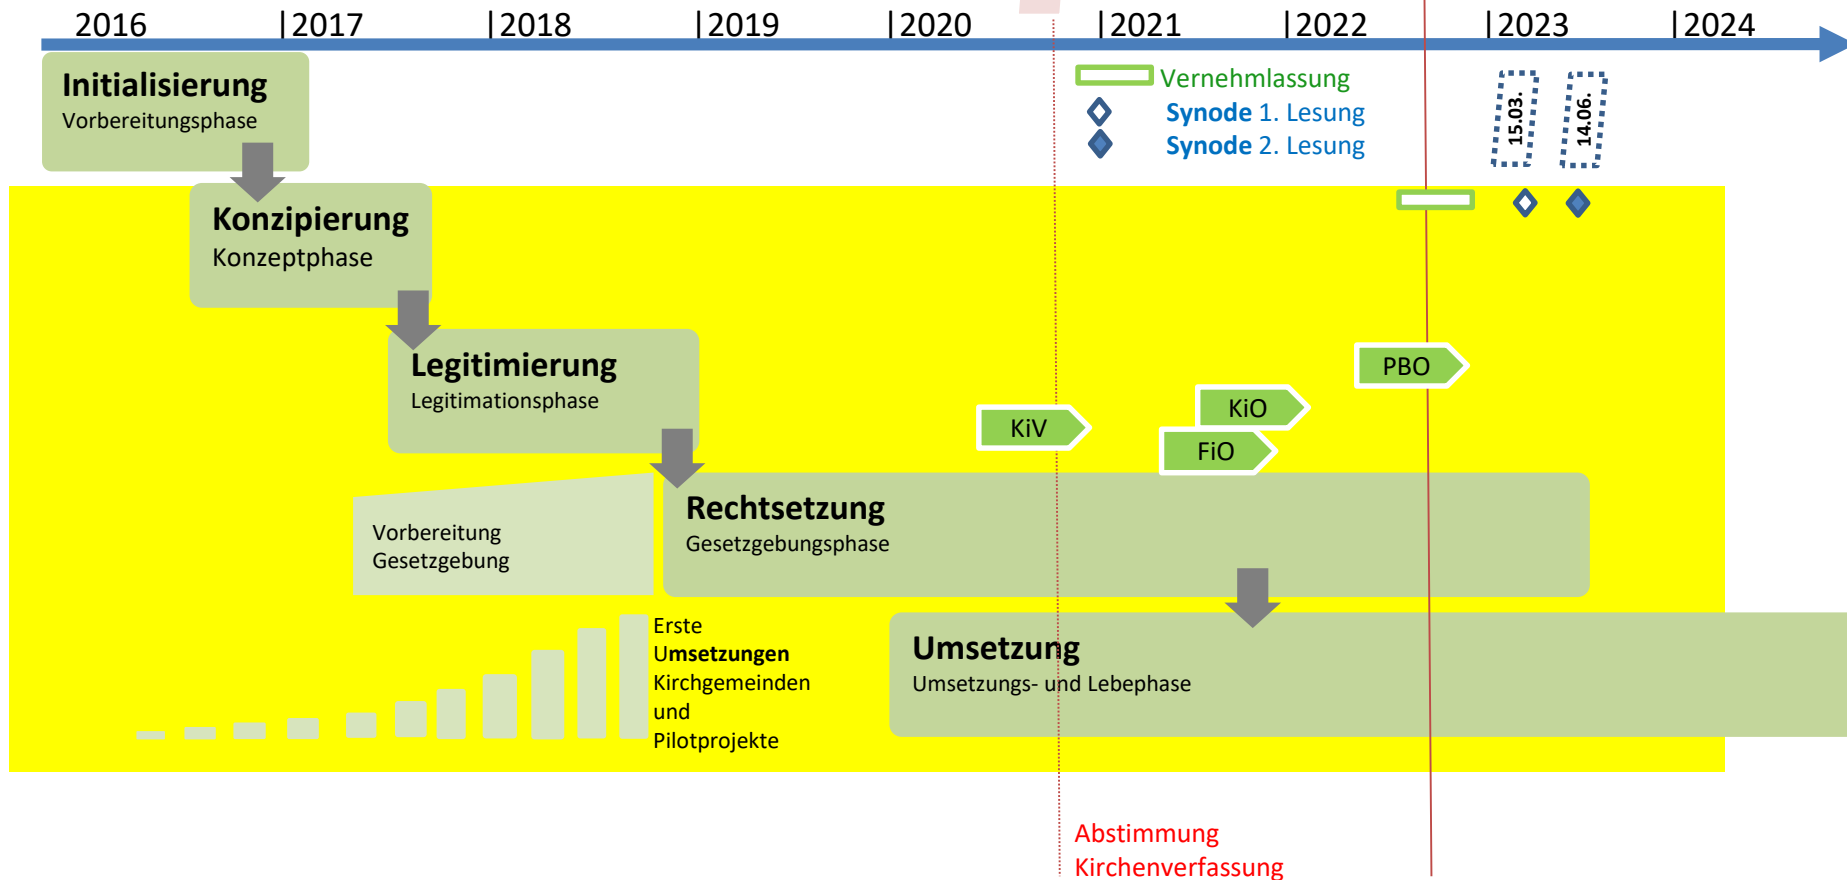 2016 |2017 |2018 |2019 |2020 |2021 |2022 |2023 |2024
Initialisierung
Vorbereitungsphase
Vernehmlassung
Synode 1. Lesung
Synode 2. Lesung
15.03.
14.06.
Konzipierung
Konzeptphase
Legitimierung
Legitimationsphase
PBO
KiO
KiV
FiO
Vorbereitung
Gesetzgebung
Rechtsetzung
Gesetzgebungsphase
Erste
Umsetzungen
Kirchgemeinden
und
Pilotprojekte
Umsetzung
Umsetzungs- und Lebephase
Abstimmung
Kirchenverfassung